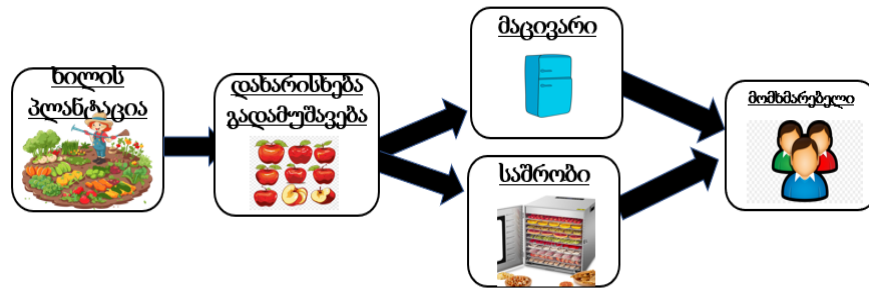 ხილის
პლანტაცია
დახარისხება
გადამუშავება
მაცივარი
საშრობი
მომხმარებელი